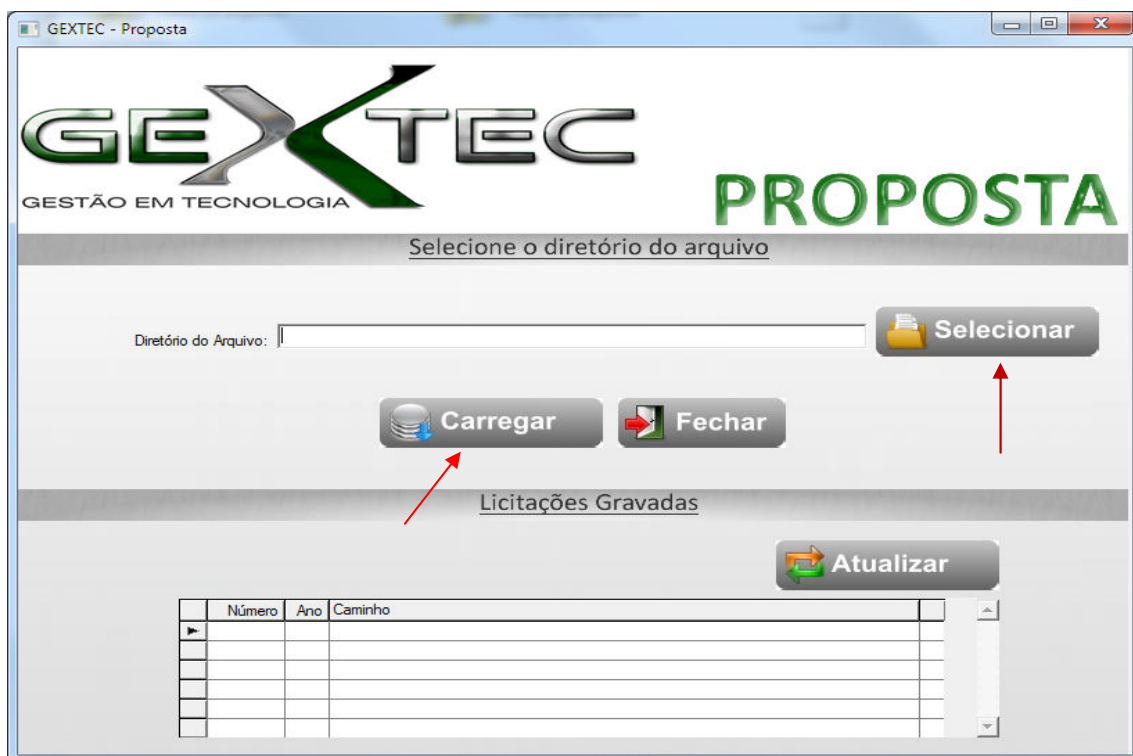 GEXTEC - Proposta
GEXTEC
GESTÃO EM TECNOLOGIA
PROPOSTA
Selecione o diretório do arquivo
Diretório do Arquivo:
Selecionar
Carregar
Fechar
Licitações Gravadas
Atualizar
Número Ano Caminho